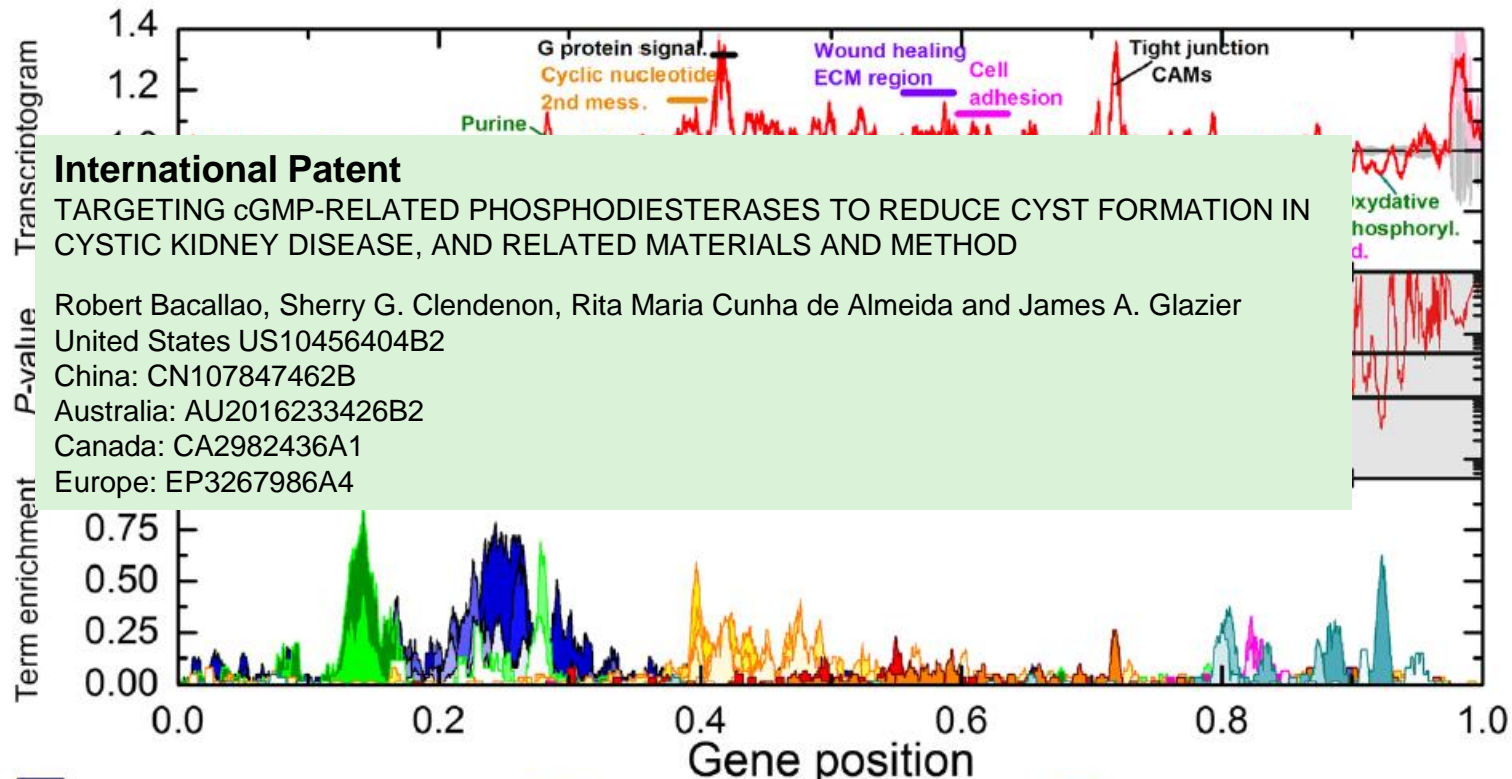 1.4
1.2
Transcriptogram
G protein signal.
Cyclic nucleotide
2nd mess.
Purine
Wound healing
ECM region
Cell
adhesion
Tight junction
CAMs
International Patent
TARGETING cGMP-RELATED PHOSPHODIESTERASES TO REDUCE CYST FORMATION IN
CYSTIC KIDNEY DISEASE, AND RELATED MATERIALS AND METHOD
Robert Bacallao, Sherry G. Clendenon, Rita Maria Cunha de Almeida and James A. Glazier
United States US10456404B2
China: CN107847462B
Australia: AU2016233426B2
Canada: CA2982436A1
Europe: EP3267986A4
xydative
hosphoryl.
d.
P-value
Term enrichment
0.75
0.50
0.25
0.00
0.0 0.2 0.4 0.6 0.8 1.0
Gene position